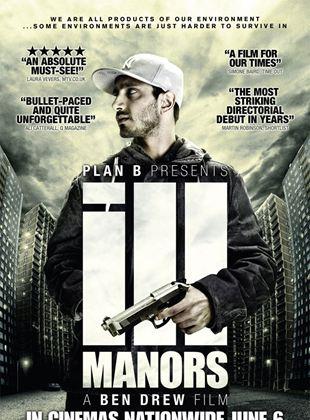 WE ARE ALL PRODUCTS OF OUR ENVIRONMENT
...SOME ENVIRONMENTS ARE JUST HARDER TO SURVIVE IN
★★★★★
"AN ABSOLUTE
MUST-SEE!"
LAURA VEVERS, MTV.CO.UK
"BULLET-PACED
AND QUITE
UNFORGETTABLE"
ALI CATTERALL, Q MAGAZINE
"A FILM FOR
OUR TIMES"
SIMONE BAIRD, TIME OUT
"THE MOST
STRIKING
DIRECTORIAL
DEBUT IN YEARS"
MARTIN ROBINSON, SHORTLIST
PLAN B PRESENTS
ill
MANORS
A BEN DREW FILM
IN CINEMAS NATIONWIDE JUNE 6